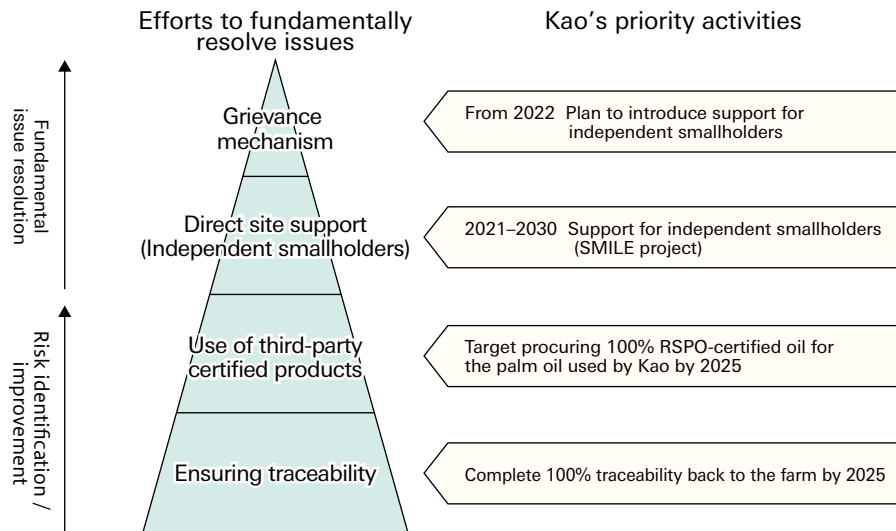 Efforts to fundamentally
resolve issues
Kao’s priority activities
Fundamental
issue resolution
Grievance
mechanism
From 2022 Plan to introduce support for
independent smallholders
Direct site support
(Independent smallholders)
2021–2030 Support for independent smallholders
(SMILE project)
Risk identification /
improvement
Use of third-party
certified products
Target procuring 100% RSPO-certified oil for
the palm oil used by Kao by 2025
Ensuring traceability
Complete 100% traceability back to the farm by 2025